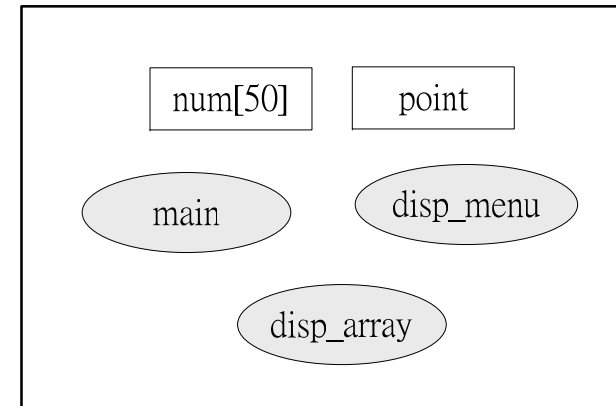 num[50]
point
main
disp_menu
disp_array